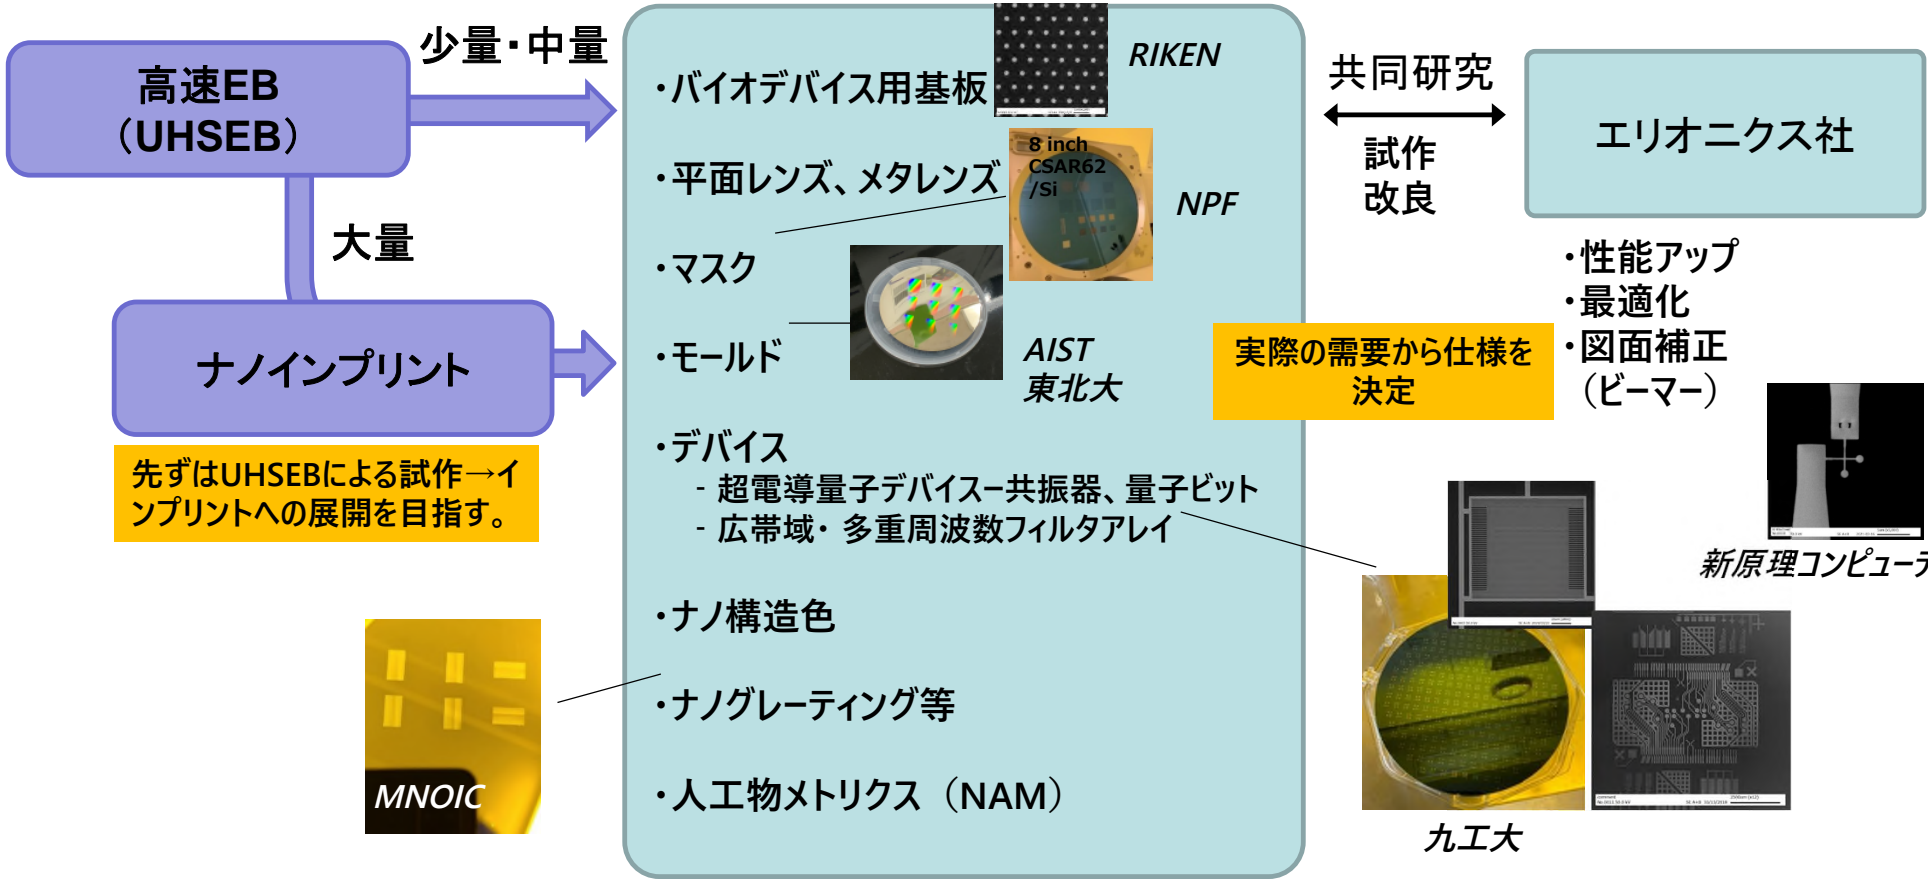 高速EB
（UHSEB）
少量・中量
大量
ナノインプリント
先ずはUHSEBによる試作→イ
ンプリントへの展開を目指す。
・バイオデバイス用基板
RIKEN
・平面レンズ、メタレンズ
8 inch
CSAR62
/Si
NPF
・マスク
・モールド
AIST
東北大
・デバイス
- 超電導量子デバイスー共振器、量子ビット
- 広帯域・ 多重周波数フィルタアレイ
・ナノ構造色
・ナノグレーティング等
・人工物メトリクス（NAM）
MNOIC
共同研究
試作
改良
エリオニクス社
・性能アップ
・最適化
・図面補正
（ビーマー）
実際の需要から仕様を
決定
新原理コンピューテ
九工大